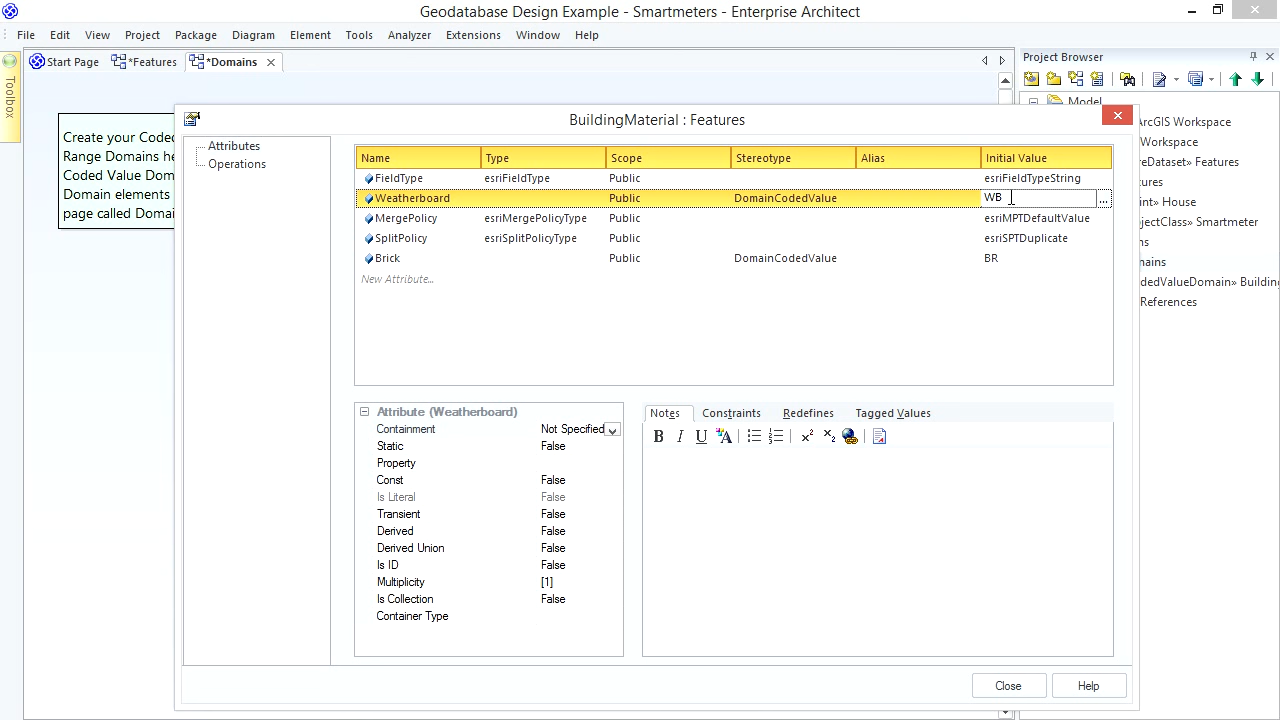 Geodatabase Design Example - Smartmeters - Enterprise Architect
File Edit View Project Package Diagram Element Tools Analyzer Extensions Window Help
Start Page *Features *Domains
Project Browser
Toolbox
Model
Create your Coded
Range Domains he
Coded Value Dom
Domain elements
page called Domai
BuildingMaterial : Features
ArcGIS Workspace
Workspace
reDataset» Features
tures
int» House
jectClass» Smartmeter
ns
mains
dedValueDomain» Building
References
Attributes
Operations
Name Type Scope Stereotype Alias Initial Value
FieldType esriFieldType Public esriFieldTypeString
Weatherboard Public DomainCodedValue WB ...
MergePolicy esriMergePolicyType Public esriMPTDefaultValue
SplitPolicy esriSplitPolicyType Public esriSPTDuplicate
Brick Public DomainCodedValue BR
New Attribute...
Attribute (Weatherboard)
Containment Not Specified
Static False
Property
Const False
Is Literal False
Transient False
Derived False
Derived Union False
Is ID False
Multiplicity [1]
Is Collection False
Container Type
Notes Constraints Redefines Tagged Values
B I U A x² x₂
Close Help